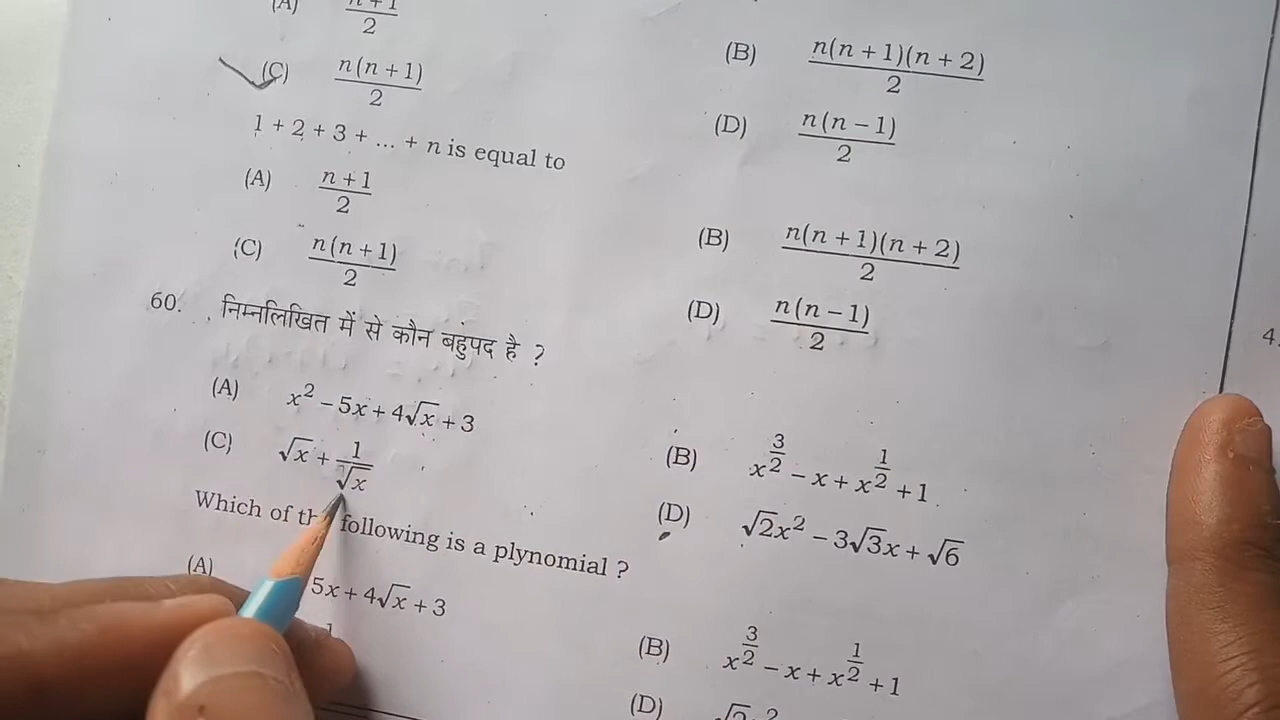 (A) n+1/2
(B) n(n+1)(n+2)/2
(C) n(n+1)/2
(D) n(n−1)/2
1 + 2 + 3 + ... + n is equal to
(A) n+1/2
(B) n(n+1)(n+2)/2
(C) n(n+1)/2
(D) n(n−1)/2
60. निम्नलिखित में से कौन बहुपद है ?
(A) x² − 5x + 4√x + 3
(B) x^(3/2) − x + x^(1/2) + 1
(C) √x + 1/√x
(D) √2x² − 3√3x + √6
Which of the following is a plynomial ?
(A) 5x + 4√x + 3
(B) x^(3/2) − x + x^(1/2) + 1
1
(D)
4